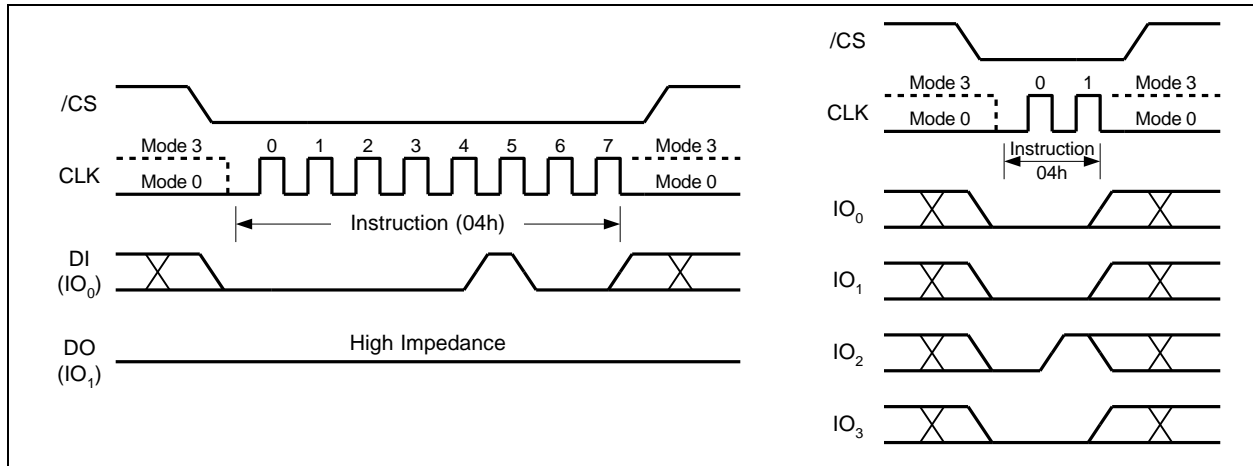 /CS
Mode 3
0 1 2 3 4 5 6 7
Mode 3
CLK
Mode 0
Mode 0
Instruction (04h)
DI
(IO0)
High Impedance
DO
(IO1)
/CS
Mode 3
0 1
Mode 3
CLK
Mode 0
Mode 0
Instruction
04h
IO0
IO1
IO2
IO3